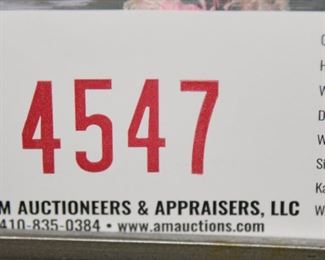 4547
M AUCTIONEERS & APPRAISERS, LLC
410-835-0384 • www.amauctions.com